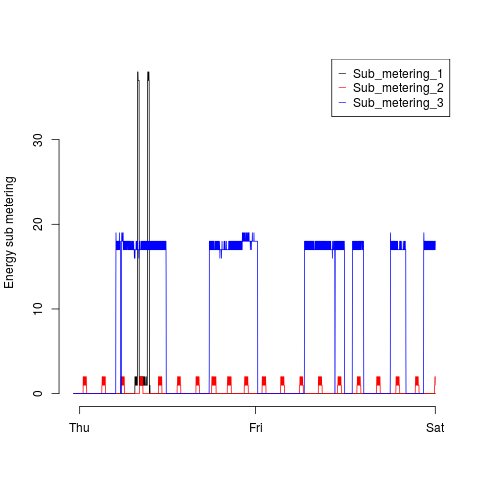 Sub_metering_1
Sub_metering_2
Sub_metering_3
Energy sub metering
30
20
10
0
Thu
Fri
Sat